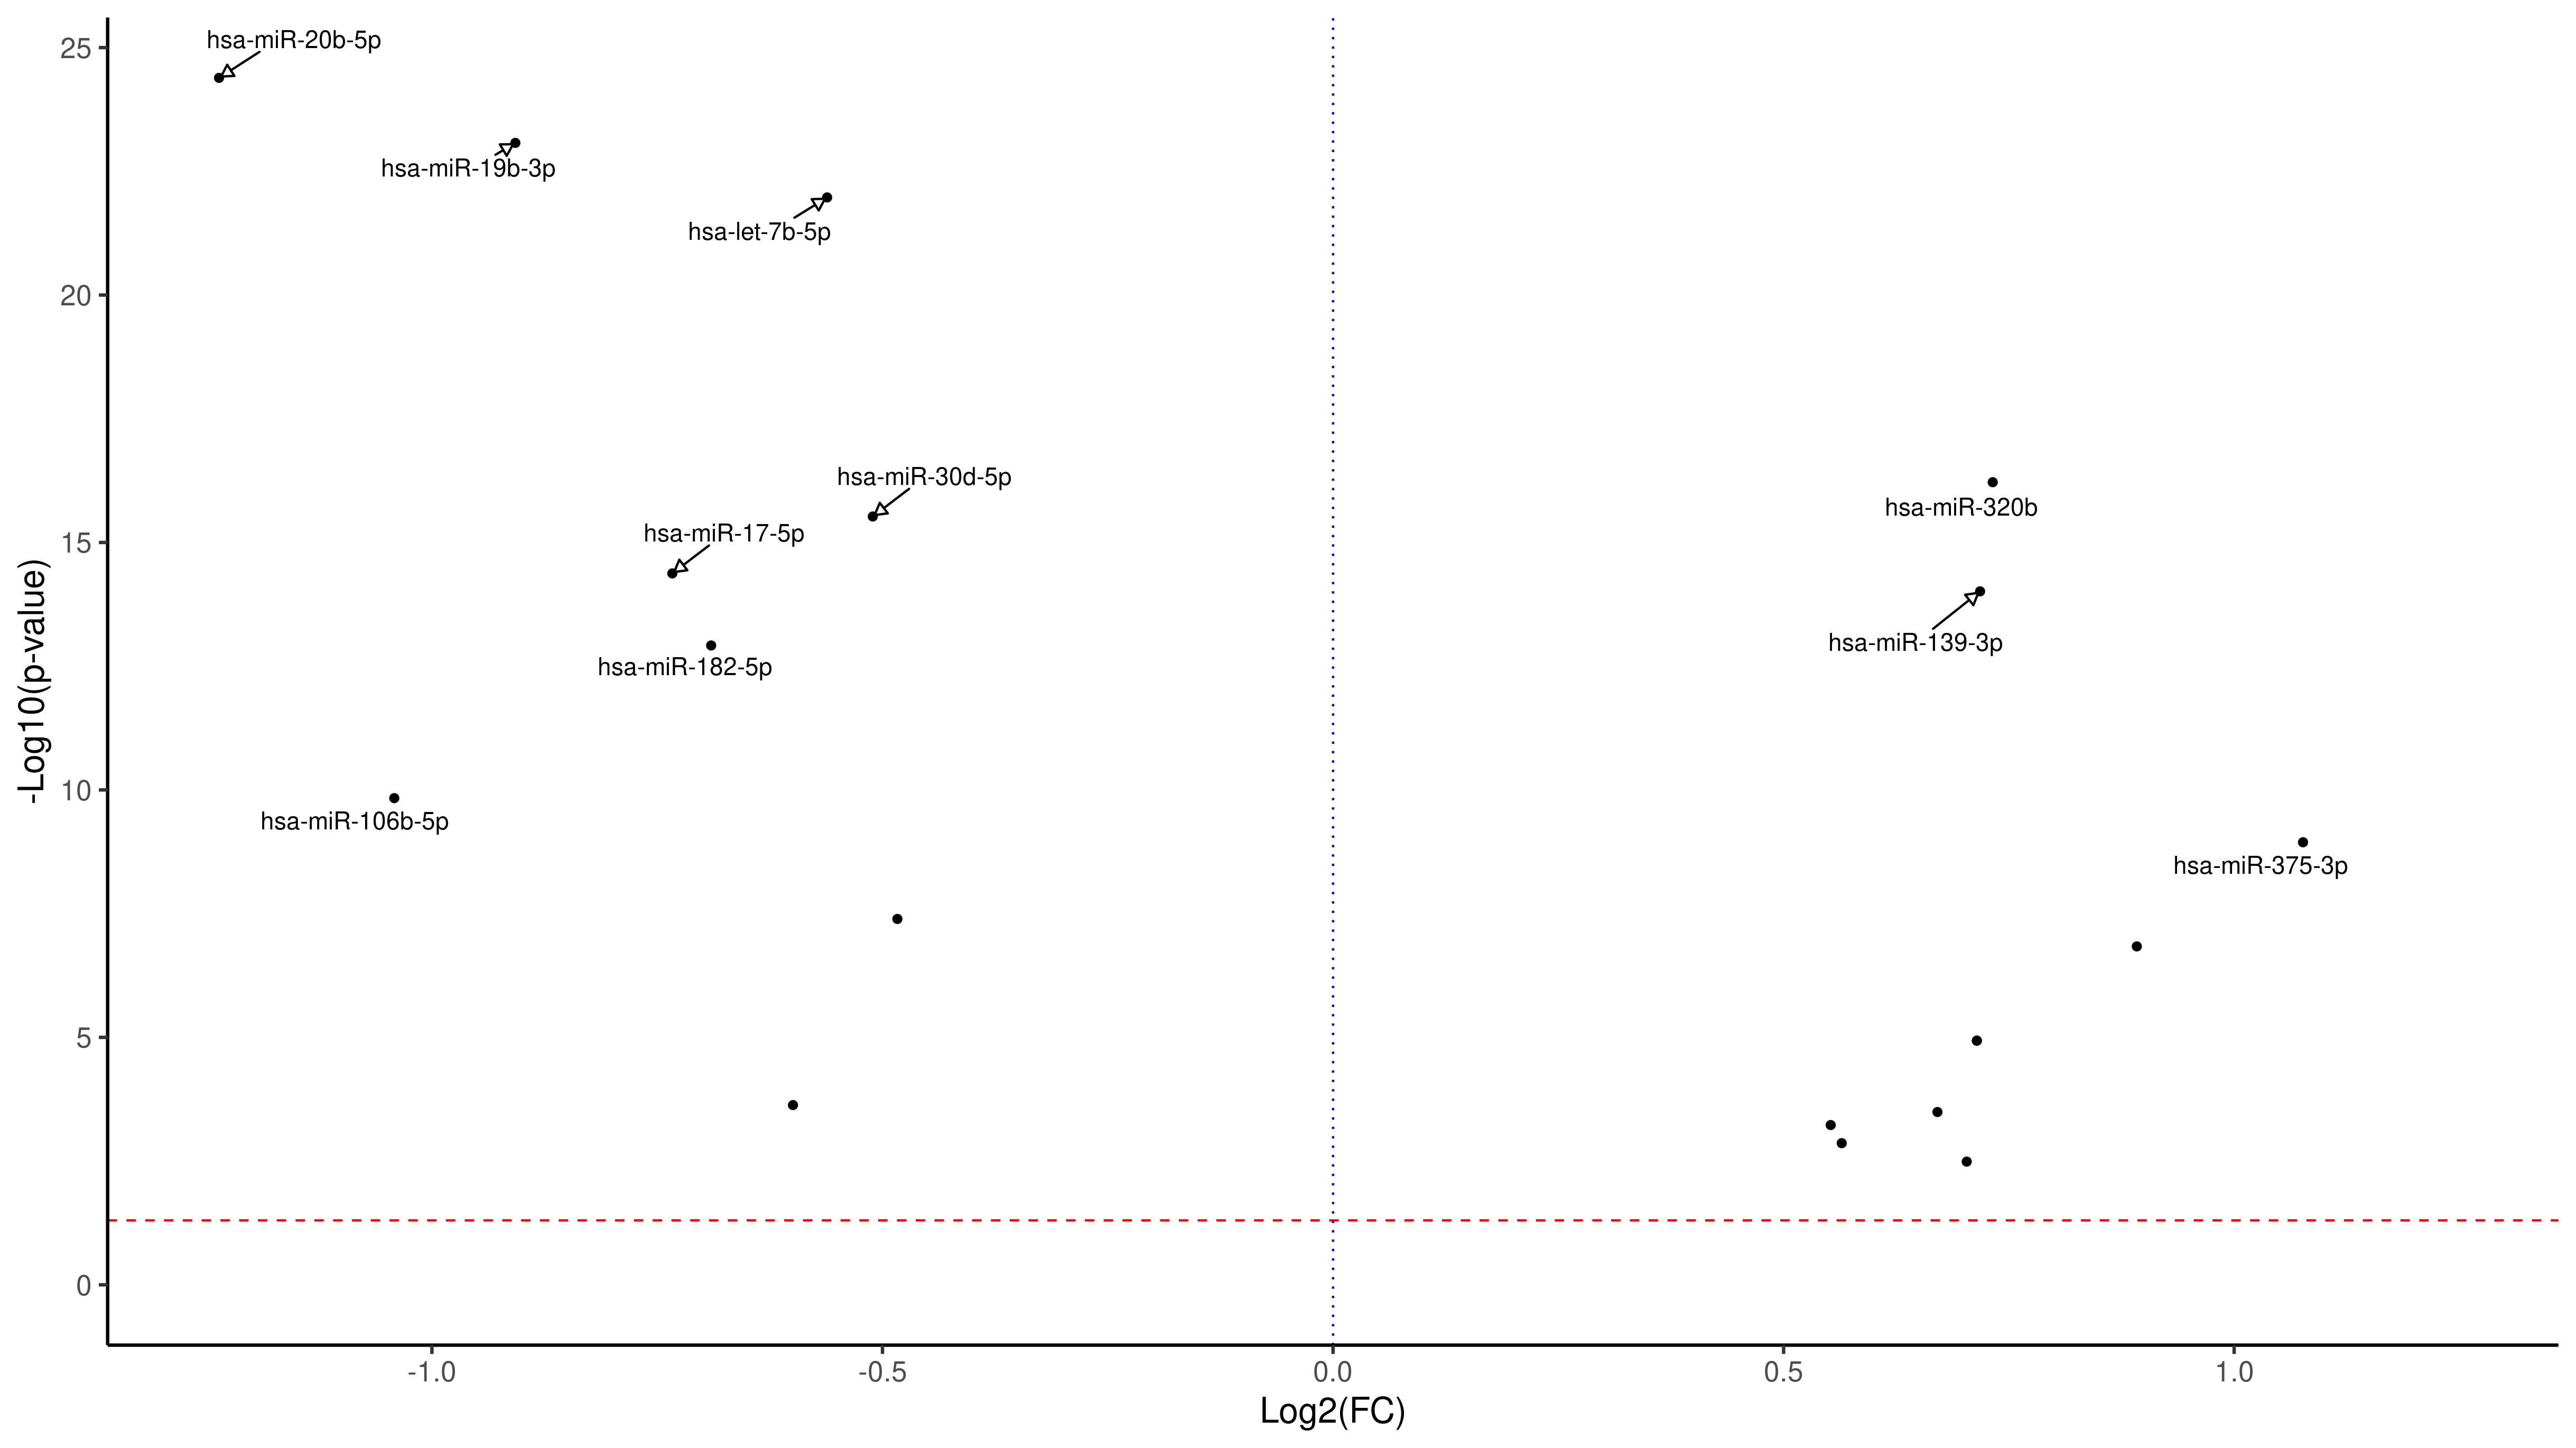 25
hsa-miR-20b-5p
hsa-miR-19b-3p
hsa-let-7b-5p
20
hsa-miR-30d-5p
hsa-miR-320b
hsa-miR-17-5p
15
hsa-miR-139-3p
hsa-miR-182-5p
-Log10(p-value)
10
hsa-miR-106b-5p
hsa-miR-375-3p
5
0
-1.0 -0.5 0.0 0.5 1.0
Log2(FC)